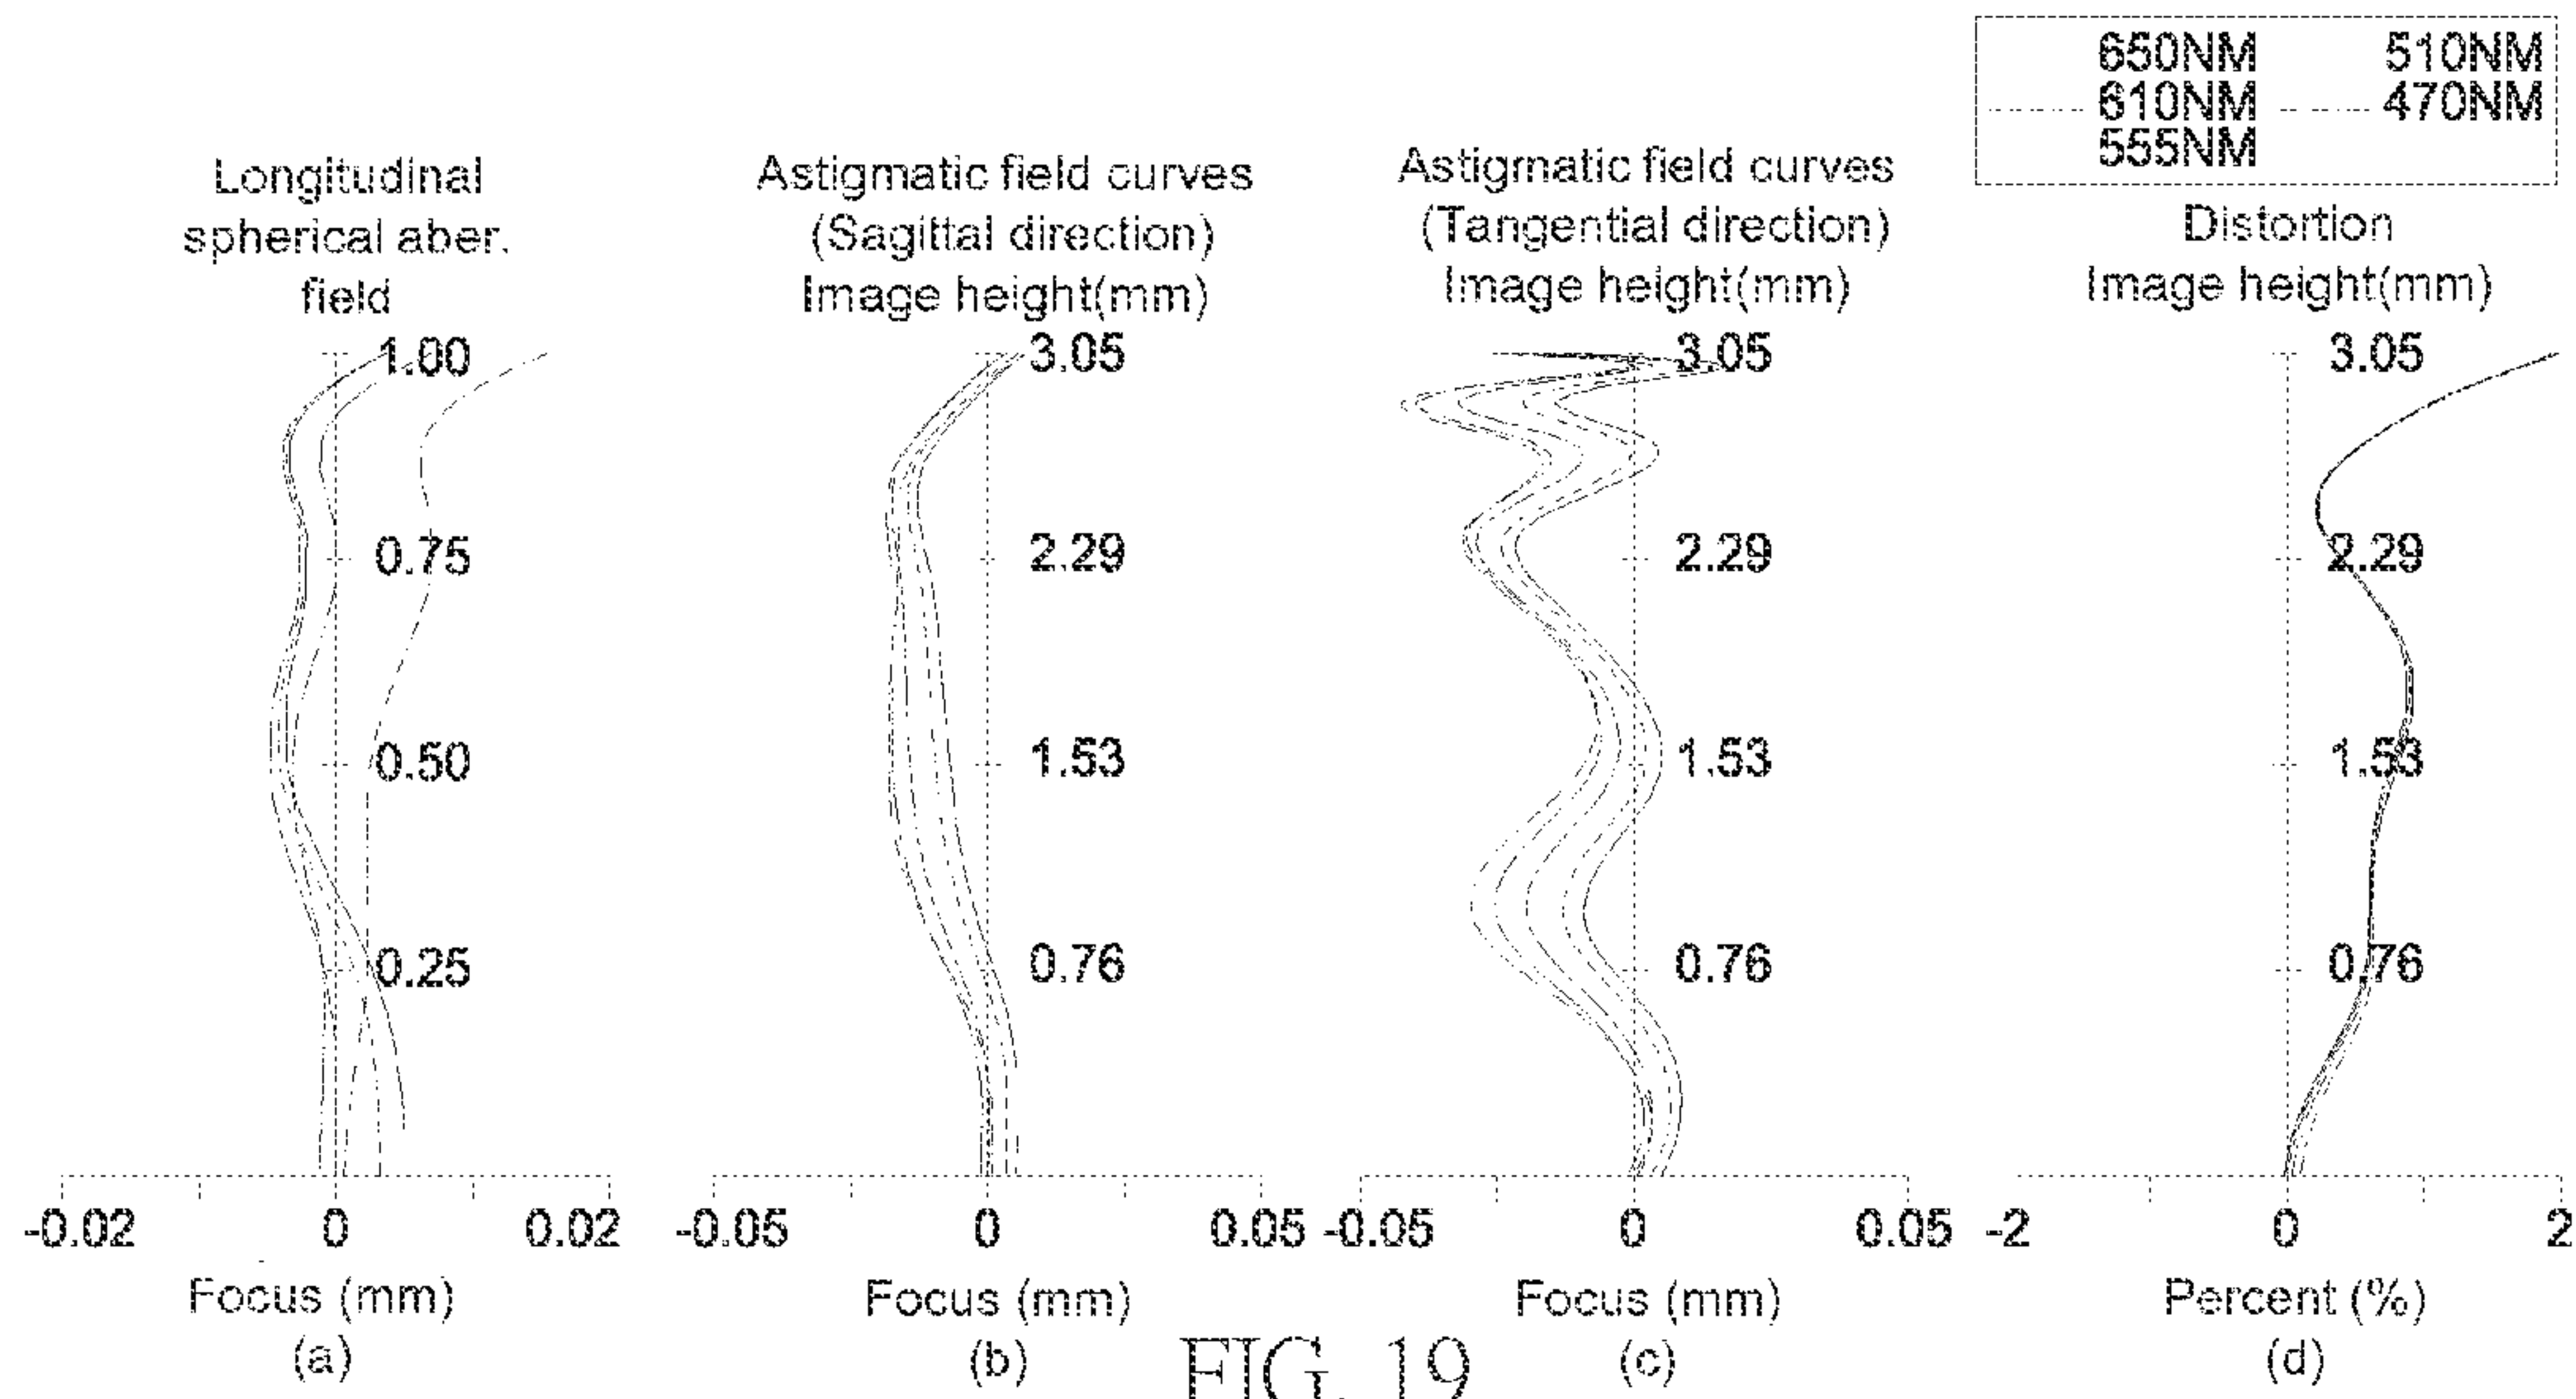 650NM 510NM
610NM 470NM
555NM
Longitudinal
spherical aber.
field
1.00
0.75
0.50
0.25
-0.02 0 0.02
Focus (mm)
(a)
Astigmatic field curves
(Sagittal direction)
Image height(mm)
3.05
2.29
1.53
0.76
-0.05 0 0.05
Focus (mm)
(b)
Astigmatic field curves
(Tangential direction)
Image height(mm)
3.05
2.29
1.53
0.76
-0.05 0 0.05
Focus (mm)
(c)
Distortion
Image height(mm)
3.05
2.29
1.53
0.76
-2 0 2
Percent (%)
(d)
FIG. 19